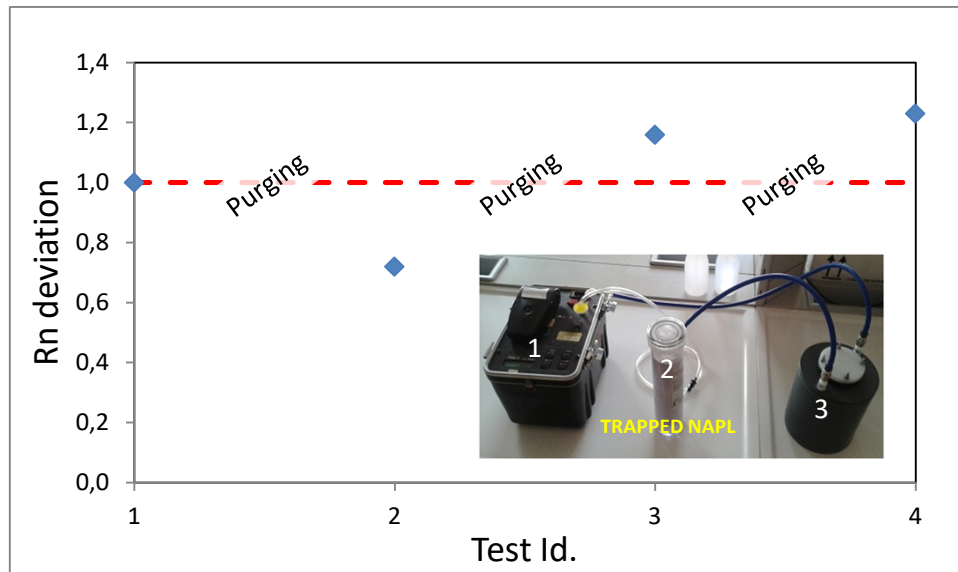 1,4
1,2
1,0
0,8
0,6
0,4
0,2
0,0
Rn deviation
Purging
Purging
Purging
1
2
3
TRAPPED NAPL
1
2
3
4
Test Id.